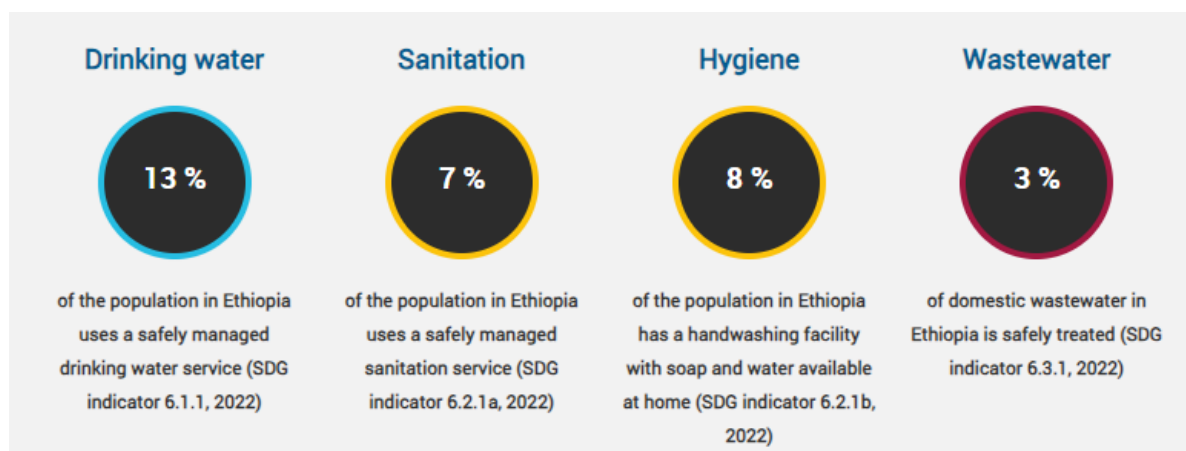 Drinking water
13 %
of the population in Ethiopia
uses a safely managed
drinking water service (SDG
indicator 6.1.1, 2022)
Sanitation
7 %
of the population in Ethiopia
uses a safely managed
sanitation service (SDG
indicator 6.2.1a, 2022)
Hygiene
8 %
of the population in Ethiopia
has a handwashing facility
with soap and water available
at home (SDG indicator 6.2.1b,
2022)
Wastewater
3 %
of domestic wastewater in
Ethiopia is safely treated (SDG
indicator 6.3.1, 2022)